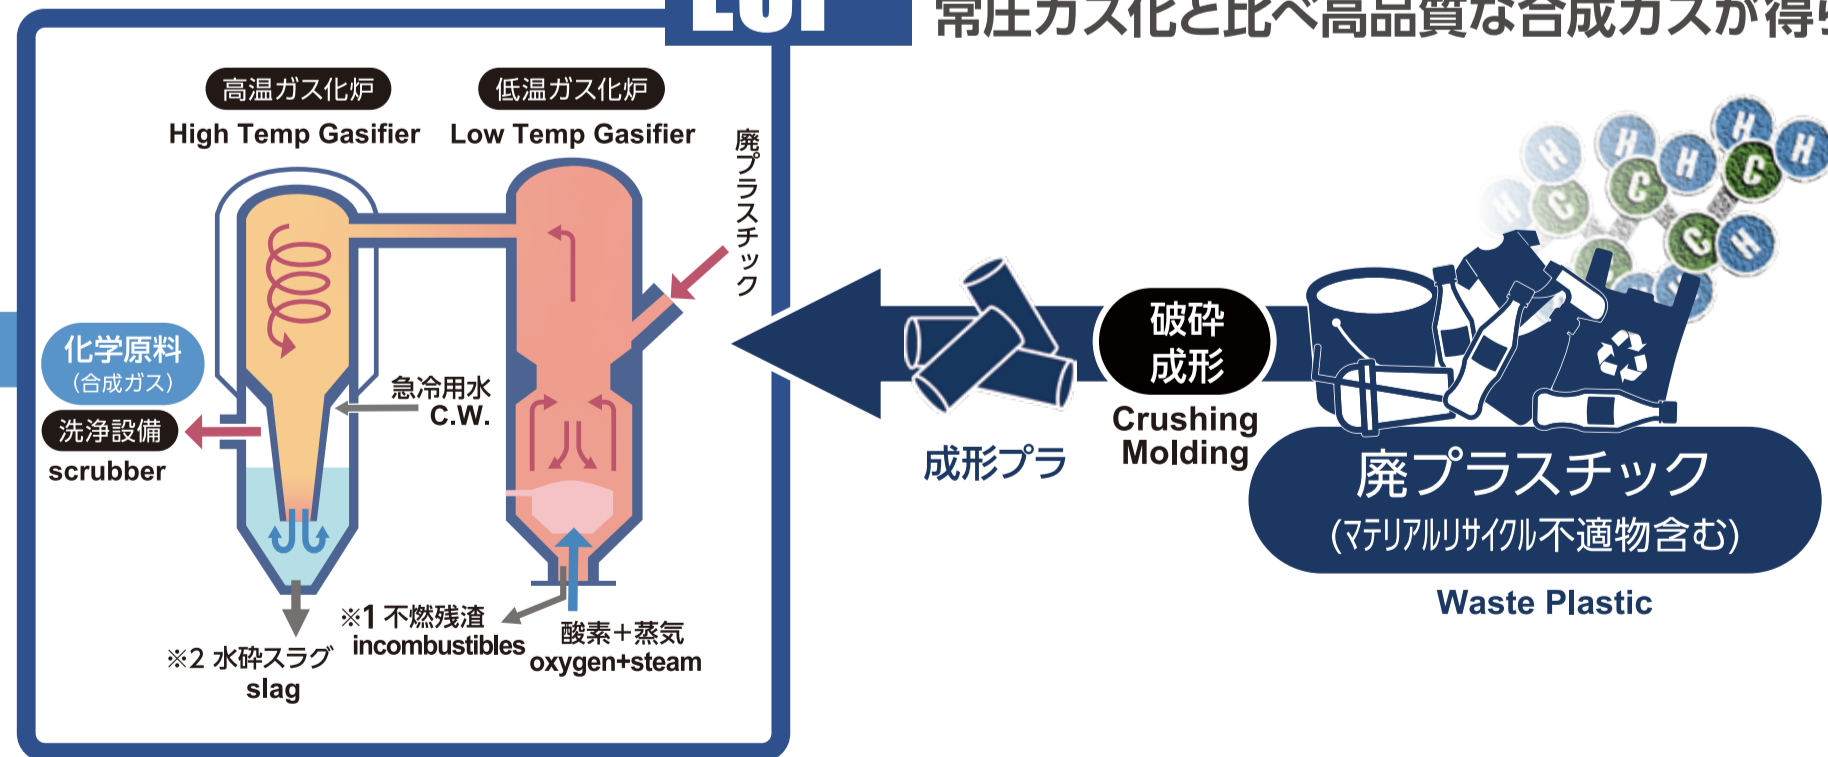 常圧ガス化と比べ高品質な合成ガスが得
高温ガス化炉
High Temp Gasifier
低温ガス化炉
Low Temp Gasifier
廃プラスチック
化学原料
(合成ガス)
洗浄設備
scrubber
急冷用水
C.W.
※1 不燃残渣
incombustibles
酸素+蒸気
oxygen+steam
※2 水砕スラグ
slag
成形プラ
破砕
成形
Crushing
Molding
H
H
H
H
H
C
C
C
H
C
H
C
H
廃プラスチック
(マテリアルリサイクル不適物含む)
Waste Plastic